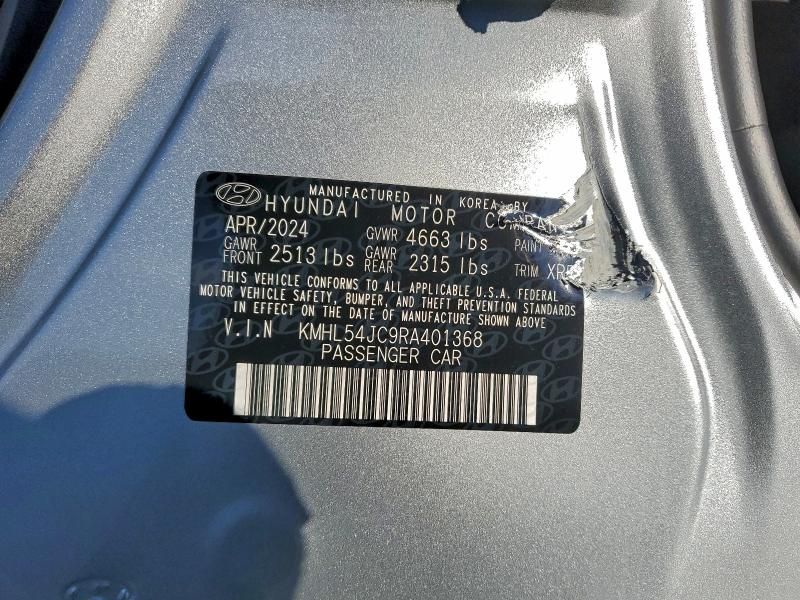 MANUFACTURED IN KOREA BY
HYUNDAI MOTOR COMPANY
APR/2024 GVWR 4663 lbs PAINT
GAWR FRONT 2513 lbs GAWR REAR 2315 lbs TRIM
THIS VEHICLE CONFORMS TO ALL APPLICABLE U.S.A. FEDERAL
MOTOR VEHICLE SAFETY, BUMPER, AND THEFT PREVENTION STANDARDS
IN EFFECT ON THE DATE OF MANUFACTURE SHOWN ABOVE
V.I.N KMHL54JC9RA401368
PASSENGER CAR